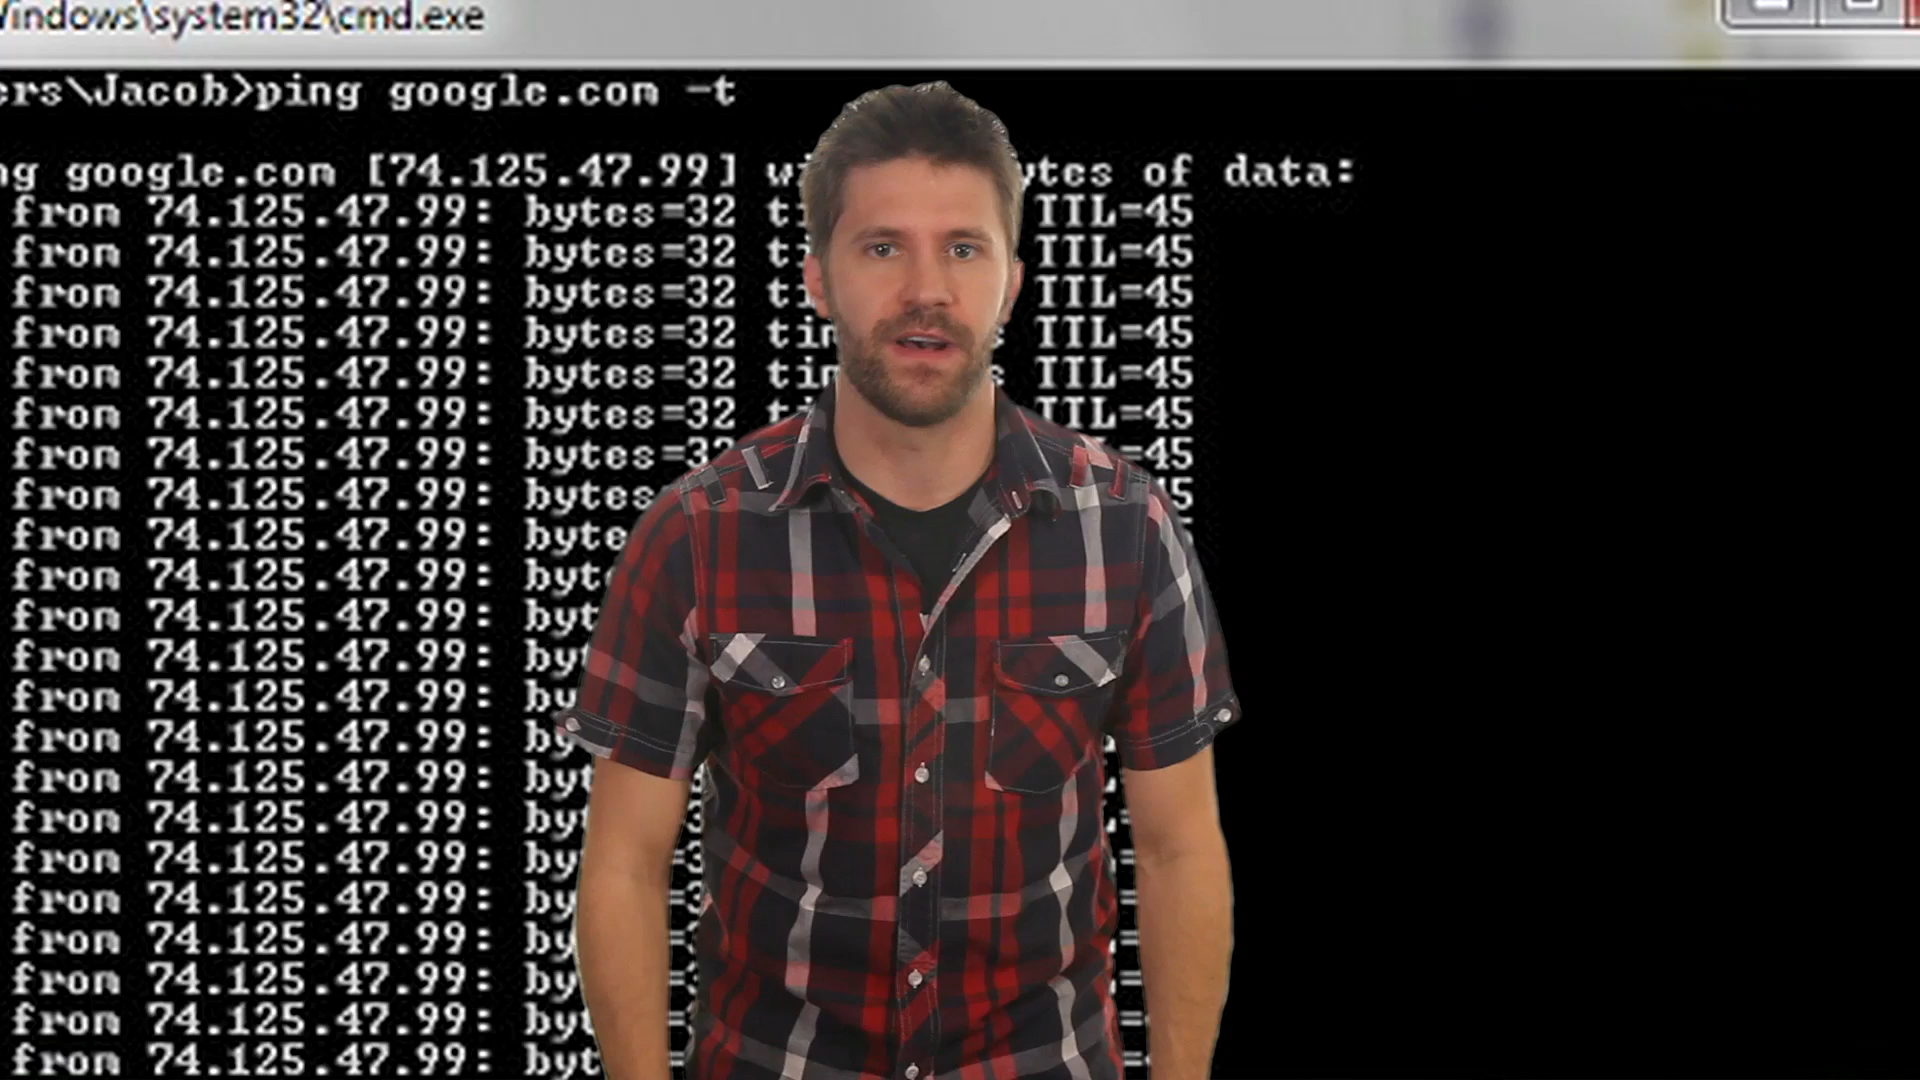 Windows\system32\cmd.exe
ers\Jacob>ping google.com -t
ng google.com [74.125.47.99] wi ytes of data:
from 74.125.47.99: bytes=32 ti TTL=45
from 74.125.47.99: bytes=32 ti TTL=45
from 74.125.47.99: bytes=32 ti TTL=45
from 74.125.47.99: bytes=32 tim s TTL=45
from 74.125.47.99: bytes=32 tim s TTL=45
from 74.125.47.99: bytes=32 ti TTL=45
from 74.125.47.99: bytes=32 =45
from 74.125.47.99: bytes 45
from 74.125.47.99: byte
from 74.125.47.99: byte
from 74.125.47.99: byt
from 74.125.47.99: byt
from 74.125.47.99: by
from 74.125.47.99: by
from 74.125.47.99: byt
from 74.125.47.99: byt
from 74.125.47.99: by
from 74.125.47.99: by
from 74.125.47.99: by
from 74.125.47.99: by
from 74.125.47.99: byt
from 74.125.47.99: byt